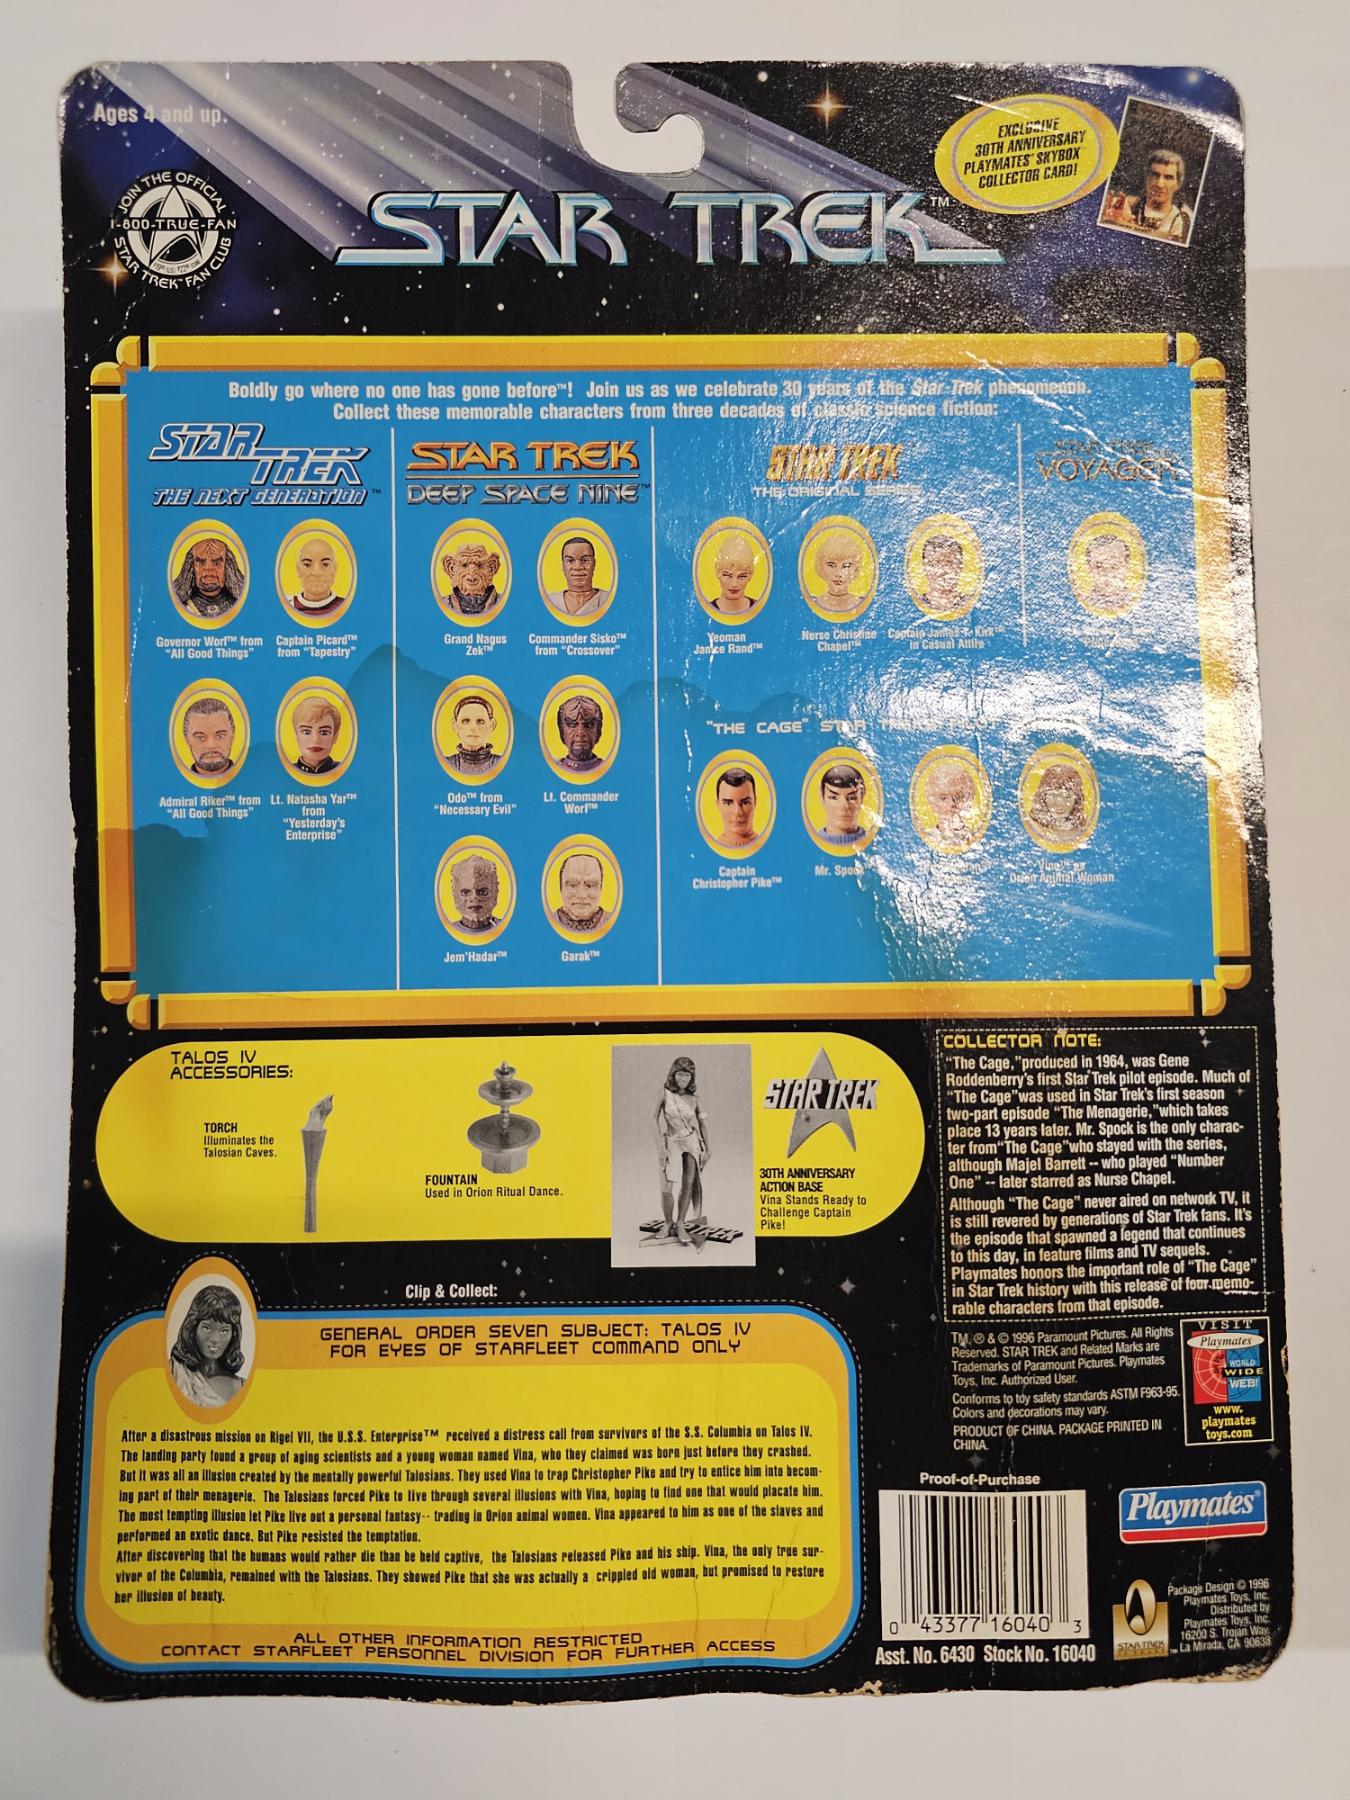 Ages 4 and up.
JOIN THE OFFICIAL
1-800-TRUE-FAN
STAR TREK™ FAN CLUB
STAR TREK™
EXCLUSIVE
30TH ANNIVERSARY
PLAYMATES® SKYBOX
COLLECTOR CARD!
Boldly go where no one has gone before™! Join us as we celebrate 30 years of the Star Trek phenomenon.
Collect these memorable characters from three decades of classic science fiction:
STAR TREK
THE NEXT GENERATION™
Governor Worf™ from
"All Good Things"
Captain Picard™
from "Tapestry"
Admiral Riker™ from
"All Good Things"
Lt. Natasha Yar™
from
"Yesterday's
Enterprise"
STAR TREK
DEEP SPACE NINE™
Grand Nagus
Zek™
Commander Sisko™
from "Crossover"
Odo™ from
"Necessary Evil"
Lt. Commander
Worf™
Jem'Hadar™
Garak™
STAR TREK
THE ORIGINAL SERIES
Yeoman
Janice Rand™
Nurse Christine
Chapel™
Captain James T. Kirk™
in Casual Attire
STAR TREK
VOYAGER
"THE CAGE" STAR
Captain
Christopher Pike™
Mr. Spock
Vina™ as
Orion Animal Woman
TALOS IV
ACCESSORIES:
TORCH
Illuminates the
Talosian Caves.
FOUNTAIN
Used in Orion Ritual Dance.
STAR TREK
STAR TREK
30TH ANNIVERSARY
ACTION BASE
Vina Stands Ready to
Challenge Captain
Pike!
COLLECTOR NOTE:
"The Cage,"produced in 1964, was Gene
Roddenberry's first Star Trek pilot episode. Much of
"The Cage"was used in Star Trek's first season
two-part episode "The Menagerie,"which takes
place 13 years later. Mr. Spock is the only charac-
ter from"The Cage"who stayed with the series,
although Majel Barrett -- who played "Number
One" -- later starred as Nurse Chapel.
Although "The Cage" never aired on network TV, it
is still revered by generations of Star Trek fans. It's
the episode that spawned a legend that continues
to this day, in feature films and TV sequels.
Playmates honors the important role of "The Cage"
in Star Trek history with this release of four memo-
rable characters from that episode.
Clip & Collect:
GENERAL ORDER SEVEN SUBJECT: TALOS IV
FOR EYES OF STARFLEET COMMAND ONLY
After a disastrous mission on Rigel VII, the U.S.S. Enterprise™ received a distress call from survivors of the S.S. Columbia on Talos IV.
The landing party found a group of aging scientists and a young woman named Vina, who they claimed was born just before they crashed.
But it was all an illusion created by the mentally powerful Talosians. They used Vina to trap Christopher Pike and try to entice him into becom-
ing part of their menagerie. The Talosians forced Pike to live through several illusions with Vina, hoping to find one that would placate him.
The most tempting illusion let Pike live out a personal fantasy-- trading in Orion animal women. Vina appeared to him as one of the slaves and
performed an exotic dance. But Pike resisted the temptation.
After discovering that the humans would rather die than be held captive, the Talosians released Pike and his ship. Vina, the only true sur-
vivor of the Columbia, remained with the Talosians. They showed Pike that she was actually a crippled old woman, but promised to restore
her illusion of beauty.
ALL OTHER INFORMATION RESTRICTED
CONTACT STARFLEET PERSONNEL DIVISION FOR FURTHER ACCESS
TM, ® & © 1996 Paramount Pictures. All Rights
Reserved. STAR TREK and Related Marks are
Trademarks of Paramount Pictures. Playmates
Toys, Inc. Authorized User.
Conforms to toy safety standards ASTM F963-95.
Colors and decorations may vary.
PRODUCT OF CHINA. PACKAGE PRINTED IN
CHINA.
VISIT
Playmates
WORLD
WIDE
WEB!
www.
playmates
toys.com
Proof-of-Purchase
0 43377 16040 3
Asst. No. 6430 Stock No. 16040
Playmates®
STAR TREK
Package Design © 1996
Playmates Toys, Inc.
Distributed by
Playmates Toys, Inc.
16200 S. Trojan Way
La Mirada, CA 90638